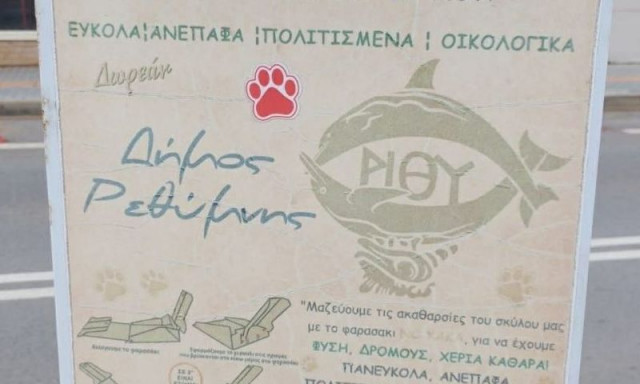 ΕΥΚΟΛΑ¦ΑΝΕΠΑΦΑ ¦ΠΟΛΙΤΙΣΜΕΝΑ ¦ ΟΙΚΟΛΟΓΙΚΑ
Δωρεάν
Δήμος
Ρεθύμνης
ΡΙΘΥ
"Μαζεύουμε τις ακαθαρσίες του σκύλου μας
με το φαρασακι, για να έχουμε
ΦΥΣΗ, ΔΡΟΜΟΥΣ, ΧΕΡΙΑ ΚΑΘΑΡΑ!
ΠΑΝΕΥΚΟΛΑ, ΑΝΕΠΑΦΑ